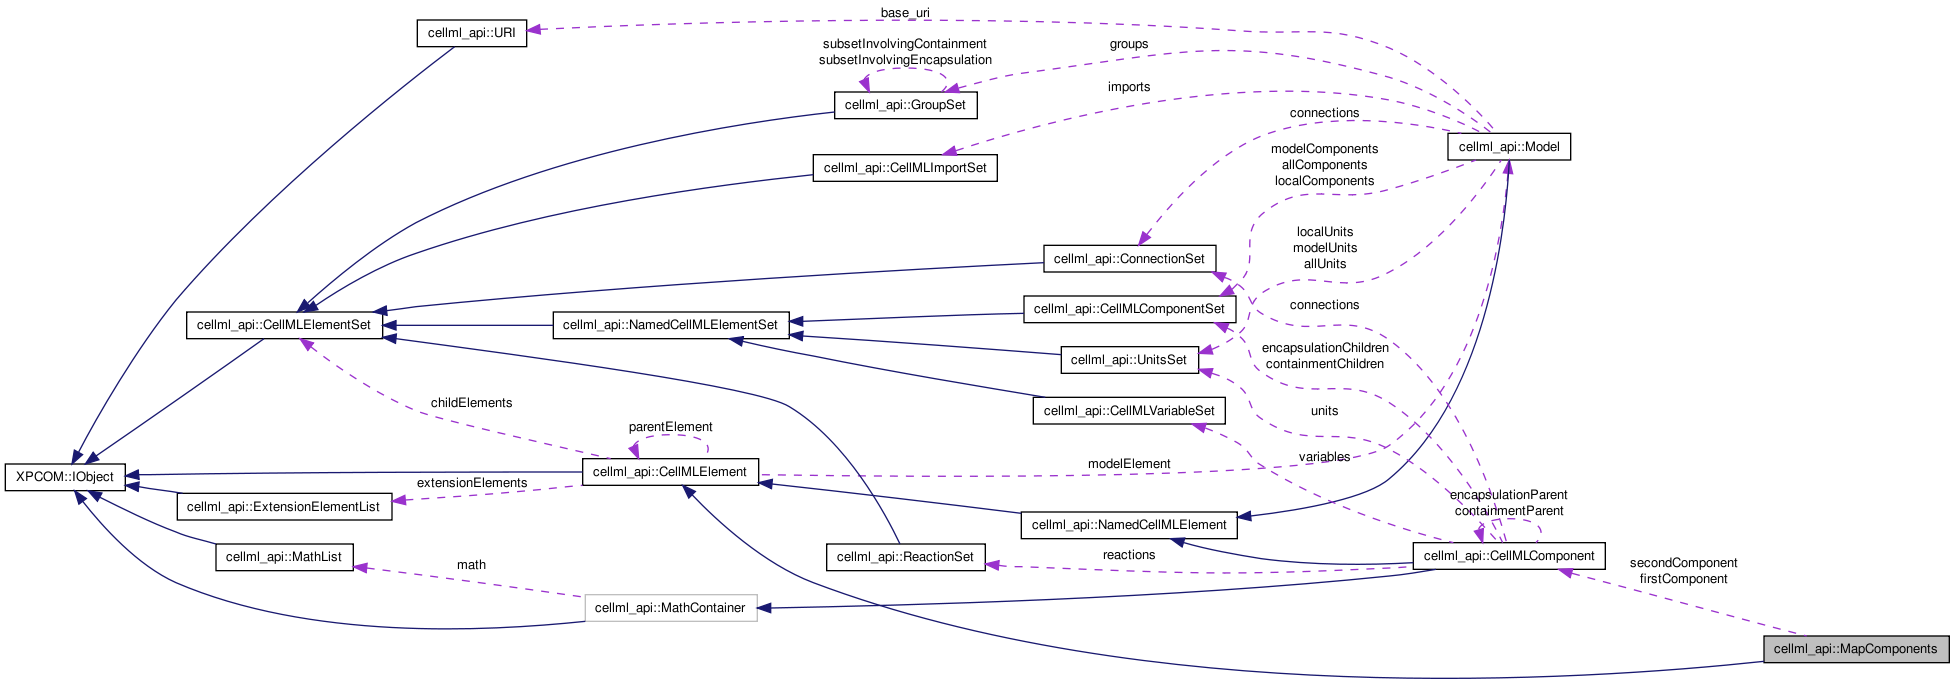 base_uri
cellml_api::URI
subsetInvolvingContainment
subsetInvolvingEncapsulation
groups
cellml_api::GroupSet
imports
connections
cellml_api::Model
modelComponents
allComponents
localComponents
cellml_api::CellMLImportSet
localUnits
modelUnits
allUnits
cellml_api::ConnectionSet
connections
cellml_api::CellMLComponentSet
cellml_api::CellMLElementSet
cellml_api::NamedCellMLElementSet
encapsulationChildren
containmentChildren
cellml_api::UnitsSet
childElements
cellml_api::CellMLVariableSet
units
parentElement
variables
modelElement
cellml_api::CellMLElement
XPCOM::IObject
extensionElements
encapsulationParent
containmentParent
cellml_api::ExtensionElementList
cellml_api::NamedCellMLElement
cellml_api::MathList
cellml_api::ReactionSet
reactions
cellml_api::CellMLComponent
math
secondComponent
firstComponent
cellml_api::MathContainer
cellml_api::MapComponents